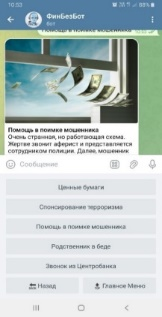 10:02
83%
ФинБезБот
бот
Помощь в поимке мошенника
Помощь в поимке мошенника
Очень странная, но работающая схема.
Жертве звонит аферист и представляется
сотрудником полиции. Далее, мошенник
Сообщение
Ценные бумаги
Спонсирование терроризма
Помощь в поимке мошенника
Родственник в беде
Звонок из Центробанка
Назад
Главное Меню